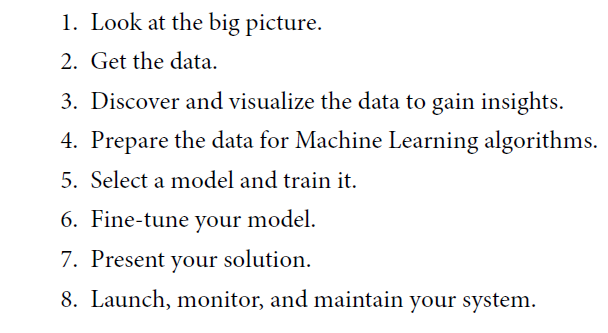 1. Look at the big picture.
2. Get the data.
3. Discover and visualize the data to gain insights.
4. Prepare the data for Machine Learning algorithms.
5. Select a model and train it.
6. Fine-tune your model.
7. Present your solution.
8. Launch, monitor, and maintain your system.